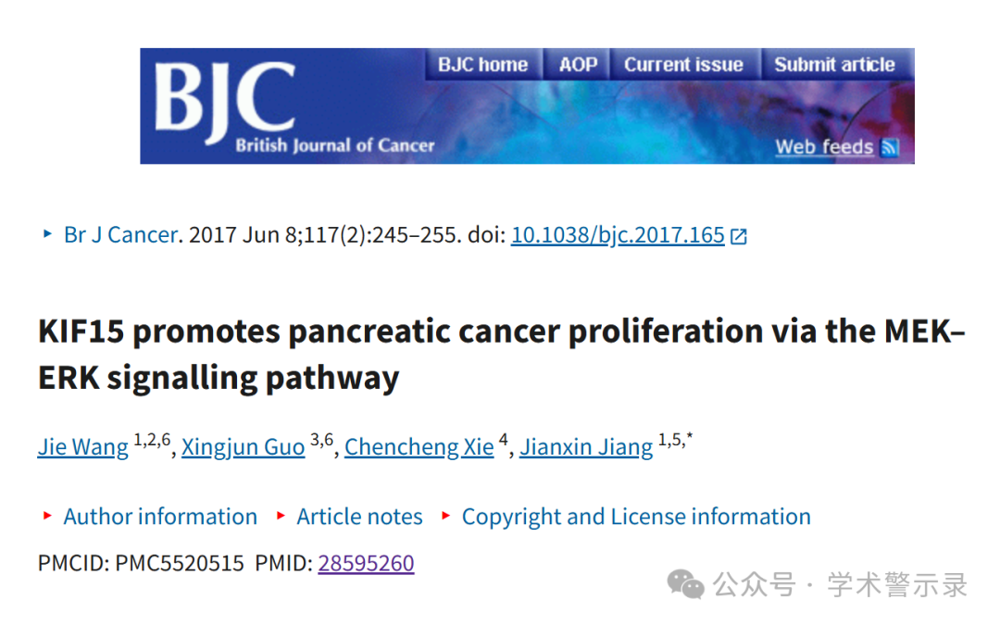 BJC home AOP Current issue Submit article
BJC
British Journal of Cancer
Web feeds
Br J Cancer. 2017 Jun 8;117(2):245–255. doi: 10.1038/bjc.2017.165
KIF15 promotes pancreatic cancer proliferation via the MEK–
ERK signalling pathway
Jie Wang 1,2,6, Xingjun Guo 3,6, Chencheng Xie 4, Jianxin Jiang 1,5,*
Author information Article notes Copyright and License information
PMCID: PMC5520515 PMID: 28595260
公众号 · 学术警示录